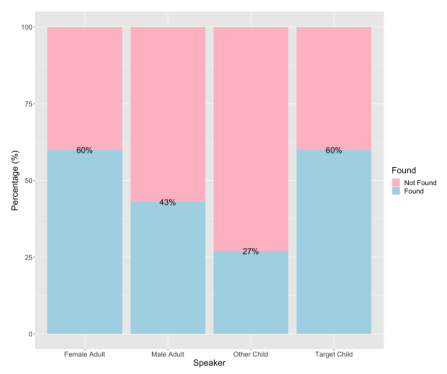 100
75
50
25
0
Percentage (%)
60%
43%
27%
60%
Female Adult
Male Adult
Other Child
Target Child
Speaker
Found
Not Found
Found